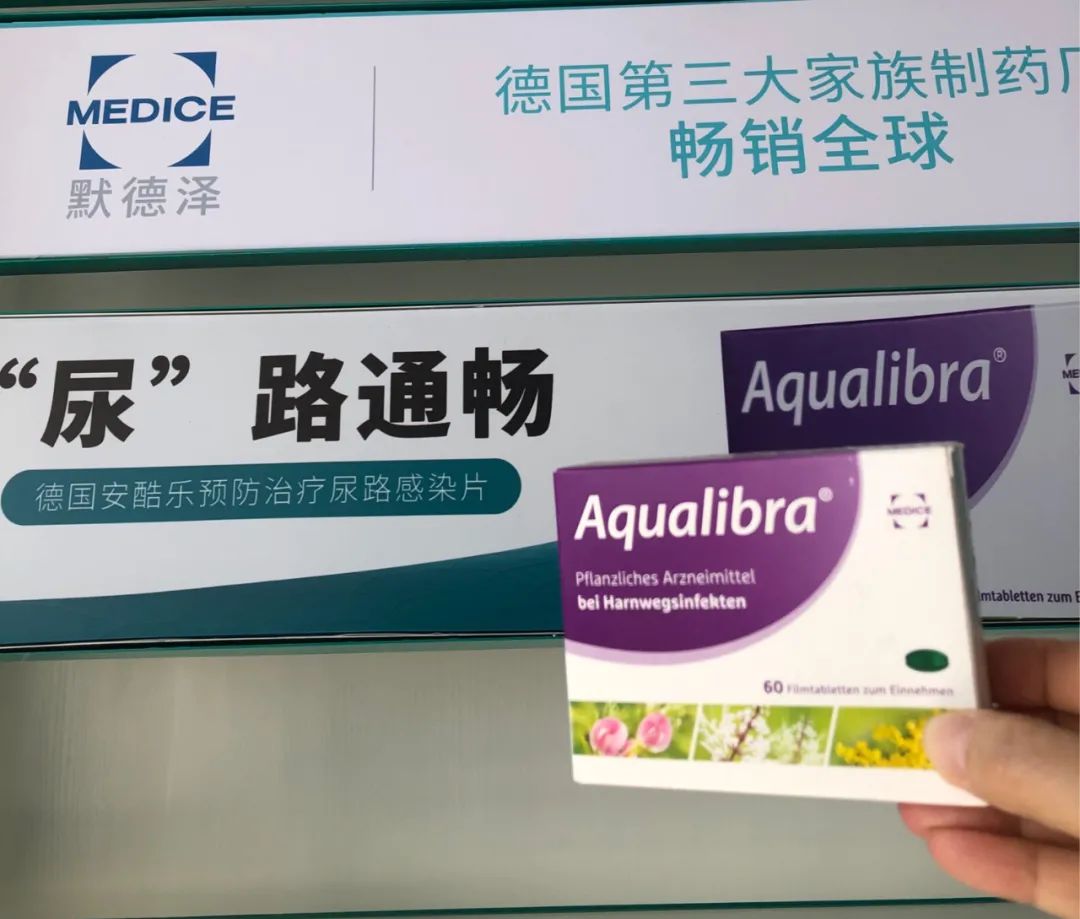 MEDICE
默德泽
德国第三大家族制药厂
畅销全球
“尿” 路通畅
德国安酷乐预防治疗尿路感染片
Aqualibra®
Aqualibra®
MEDICE
Pflanzliches Arzneimittel
bei Harnwegsinfekten
60 Filmtabletten zum Einnehmen